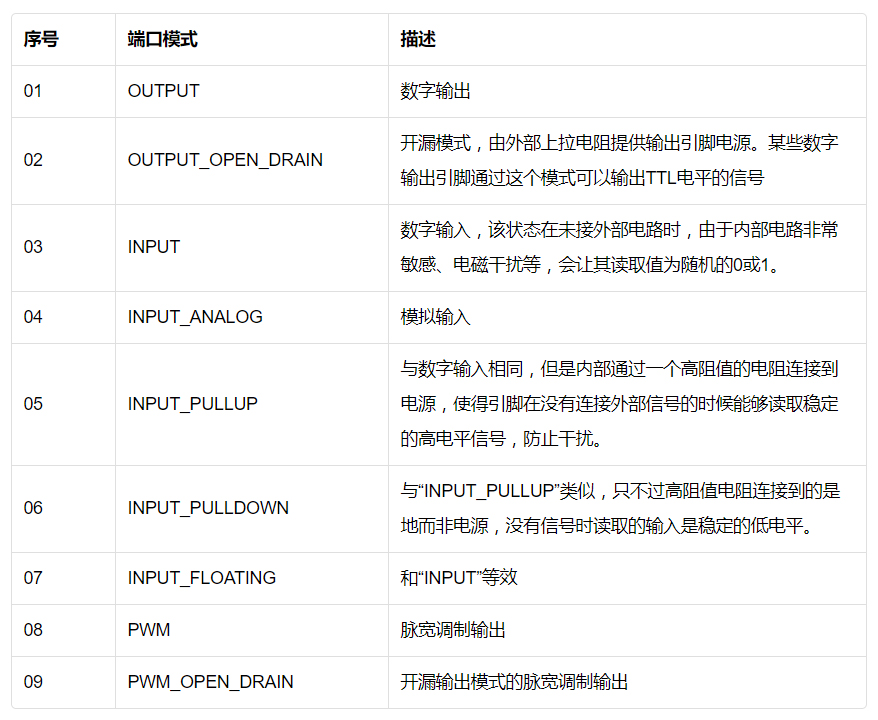 序号 端口模式 描述
01 OUTPUT 数字输出
02 OUTPUT_OPEN_DRAIN 开漏模式，由外部上拉电阻提供输出引脚电源。某些数字
输出引脚通过这个模式可以输出TTL电平的信号
03 INPUT 数字输入，该状态在未接外部电路时，由于内部电路非常
敏感、电磁干扰等，会让其读取值为随机的0或1。
04 INPUT_ANALOG 模拟输入
05 INPUT_PULLUP 与数字输入相同，但是内部通过一个高阻值的电阻连接到
电源，使得引脚在没有连接外部信号的时候能够读取稳定
的高电平信号，防止干扰。
06 INPUT_PULLDOWN 与“INPUT_PULLUP”类似，只不过高阻值电阻连接到的是
地而非电源，没有信号时读取的输入是稳定的低电平。
07 INPUT_FLOATING 和“INPUT”等效
08 PWM 脉宽调制输出
09 PWM_OPEN_DRAIN 开漏输出模式的脉宽调制输出